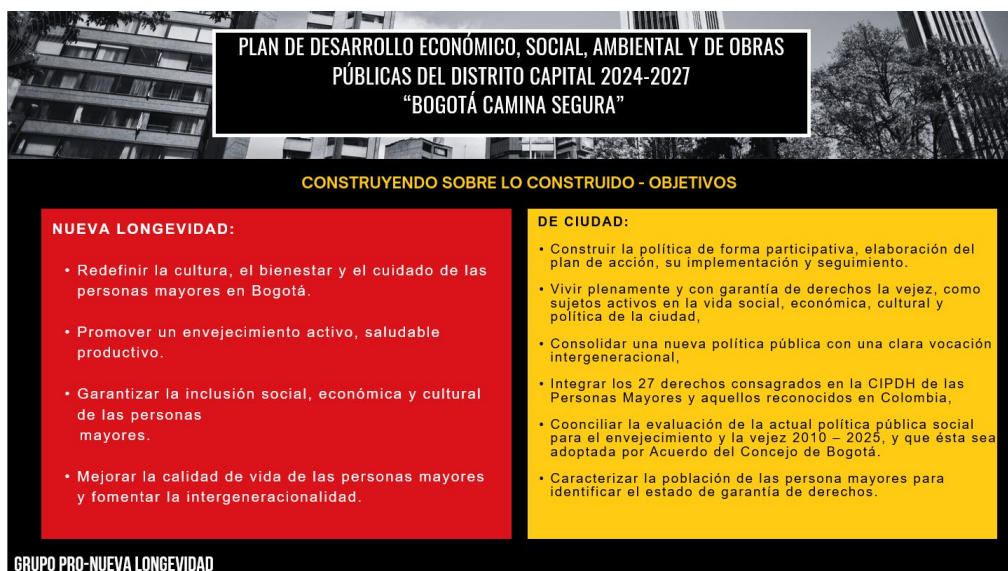 PLAN DE DESARROLLO ECONÓMICO, SOCIAL, AMBIENTAL Y DE OBRAS
PÚBLICAS DEL DISTRITO CAPITAL 2024-2027
“BOGOTÁ CAMINA SEGURA”
CONSTRUYENDO SOBRE LO CONSTRUIDO - OBJETIVOS
NUEVA LONGEVIDAD:
• Redefinir la cultura, el bienestar y el cuidado de las
personas mayores en Bogotá.
• Promover un envejecimiento activo, saludable
productivo.
• Garantizar la inclusión social, económica y cultural
de las personas
mayores.
• Mejorar la calidad de vida de las personas mayores
y fomentar la intergeneracionalidad.
DE CIUDAD:
• Construir la política de forma participativa, elaboración del
plan de acción, su implementación y seguimiento.
• Vivir plenamente y con garantía de derechos la vejez, como
sujetos activos en la vida social, económica, cultural y
política de la ciudad,
• Consolidar una nueva política pública con una clara vocación
intergeneracional,
• Integrar los 27 derechos consagrados en la CIPDH de las
Personas Mayores y aquellos reconocidos en Colombia,
• Coonciliar la evaluación de la actual política pública social
para el envejecimiento y la vejez 2010 – 2025, y que ésta sea
adoptada por Acuerdo del Concejo de Bogotá.
• Caracterizar la población de las persona mayores para
identificar el estado de garantía de derechos.
GRUPO PRO-NUEVA LONGEVIDAD